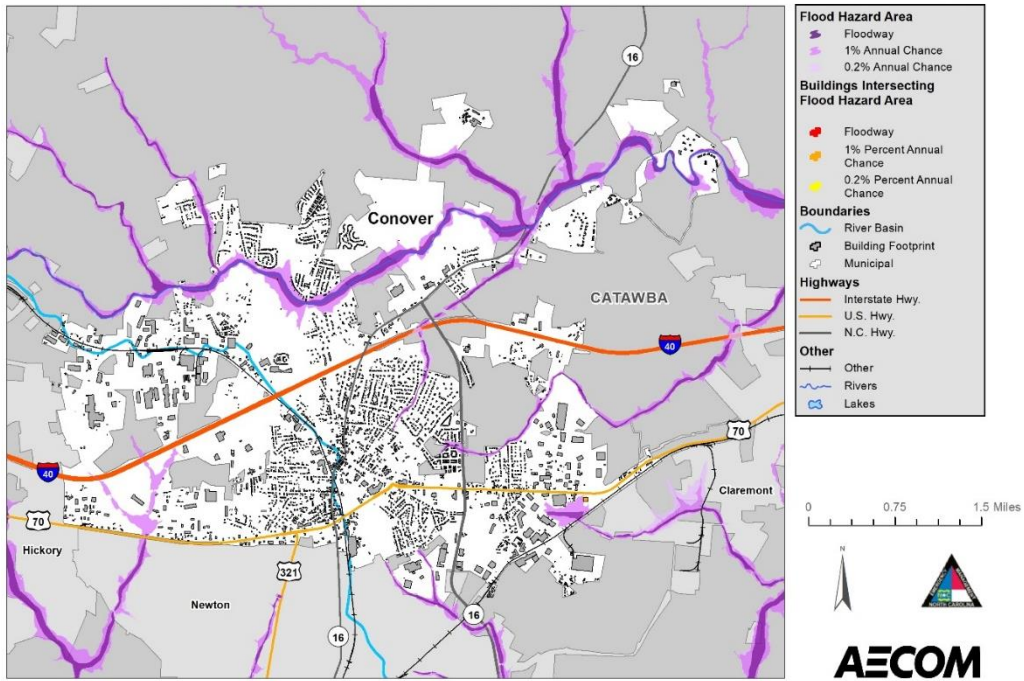 16
Conover
CATAWBA
40
40
70
70
Hickory
Claremont
321
Newton
16
16
Flood Hazard Area
Floodway
1% Annual Chance
0.2% Annual Chance
Buildings Intersecting
Flood Hazard Area
Floodway
1% Percent Annual
Chance
0.2% Percent Annual
Chance
Boundaries
River Basin
Building Footprint
Municipal
Highways
Interstate Hwy.
U.S. Hwy.
N.C. Hwy.
Other
Other
Rivers
Lakes
0 0.75 1.5 Miles
N
NORTH CAROLINA
AECOM